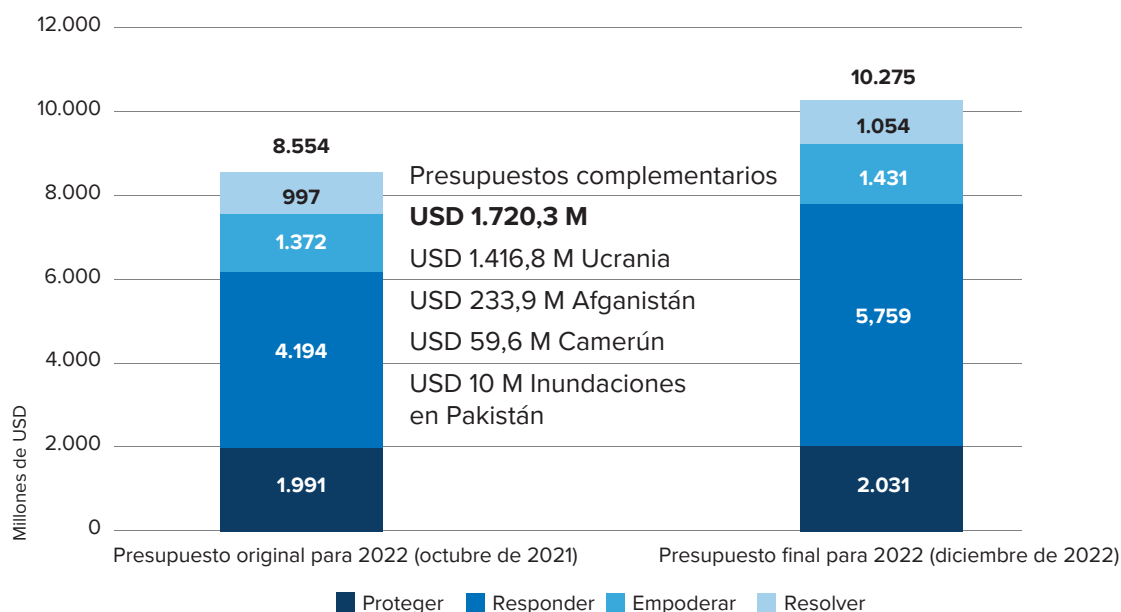 12.000
10.000
8.000
6.000
4.000
2.000
0
Millones de USD
8.554
997
1.372
4.194
1.991
Presupuestos complementarios
USD 1.720,3 M
USD 1.416,8 M Ucrania
USD 233,9 M Afganistán
USD 59,6 M Camerún
USD 10 M Inundaciones
en Pakistán
10.275
1.054
1.431
5,759
2.031
Presupuesto original para 2022 (octubre de 2021)
Presupuesto final para 2022 (diciembre de 2022)
Proteger Responder Empoderar Resolver